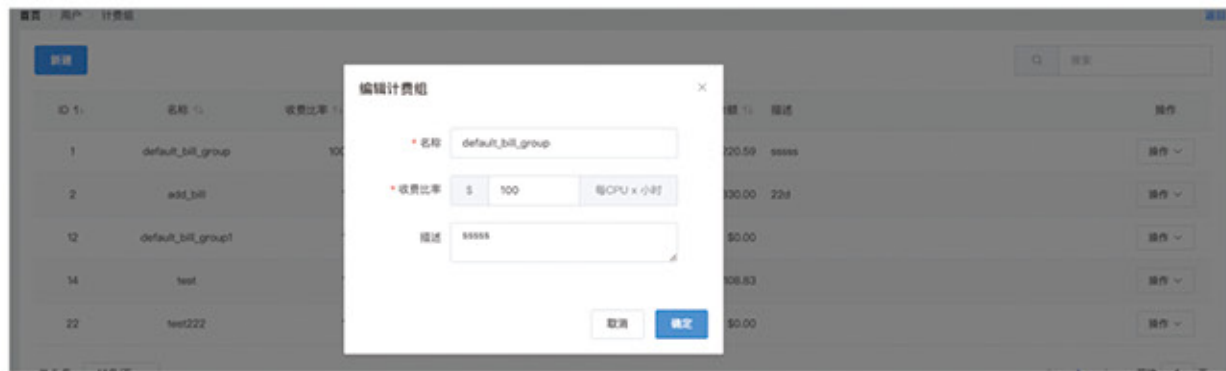 首页 用户 计费组
新建
搜索
ID 名称 收费比率 描述 操作
1 default_bill_group 100 220.59 sssss 操作
2 add_bill 330.00 22d 操作
12 default_bill_group1 $0.00 操作
14 test 108.83 操作
22 test222 $0.00 操作
编辑计费组
* 名称 default_bill_group
* 收费比率 $ 100 每CPU x 小时
描述 sssss
取消 确定